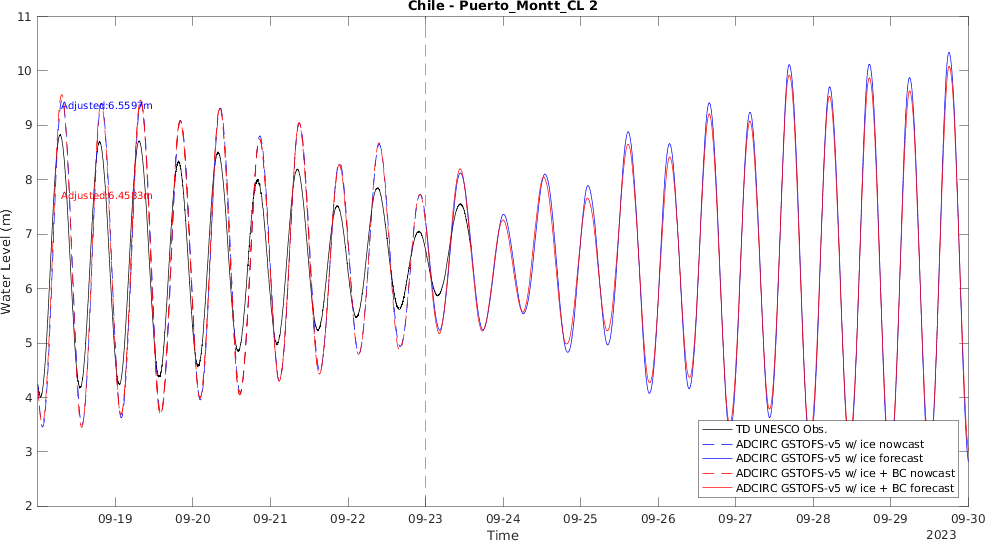 Chile - Puerto_Montt_CL 2
11
10
9
8
7
6
5
4
3
2
Water Level (m)
Adjusted:6.5597m
Adjusted:6.4583m
09-19
09-20
09-21
09-22
09-23
09-24
09-25
09-26
09-27
09-28
09-29
09-30
Time
2023
TD UNESCO Obs.
ADCIRC GSTOFS-v5 w/ ice nowcast
ADCIRC GSTOFS-v5 w/ ice forecast
ADCIRC GSTOFS-v5 w/ ice + BC nowcast
ADCIRC GSTOFS-v5 w/ ice + BC forecast